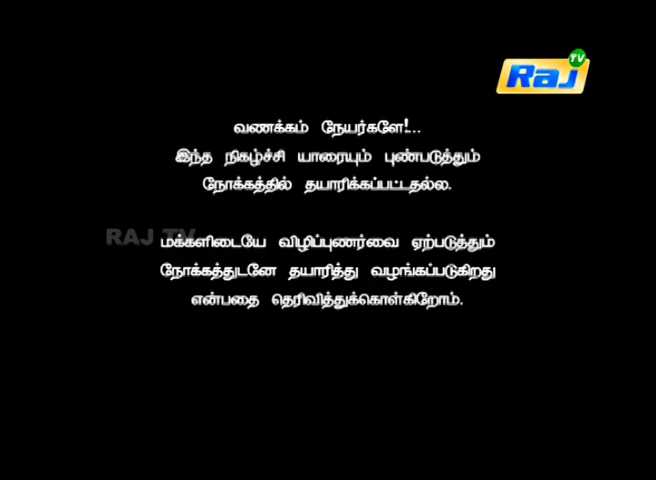 Raj TV
வணக்கம் நேயர்களே!...
இந்த நிகழ்ச்சி யாரையும் புண்படுத்தும்
நோக்கத்தில் தயாரிக்கப்பட்டதல்ல.
RAJ TV
மக்களிடையே விழிப்புணர்வை ஏற்படுத்தும்
நோக்கத்துடனே தயாரித்து வழங்கப்படுகிறது
என்பதை தெரிவித்துக்கொள்கிறோம்.